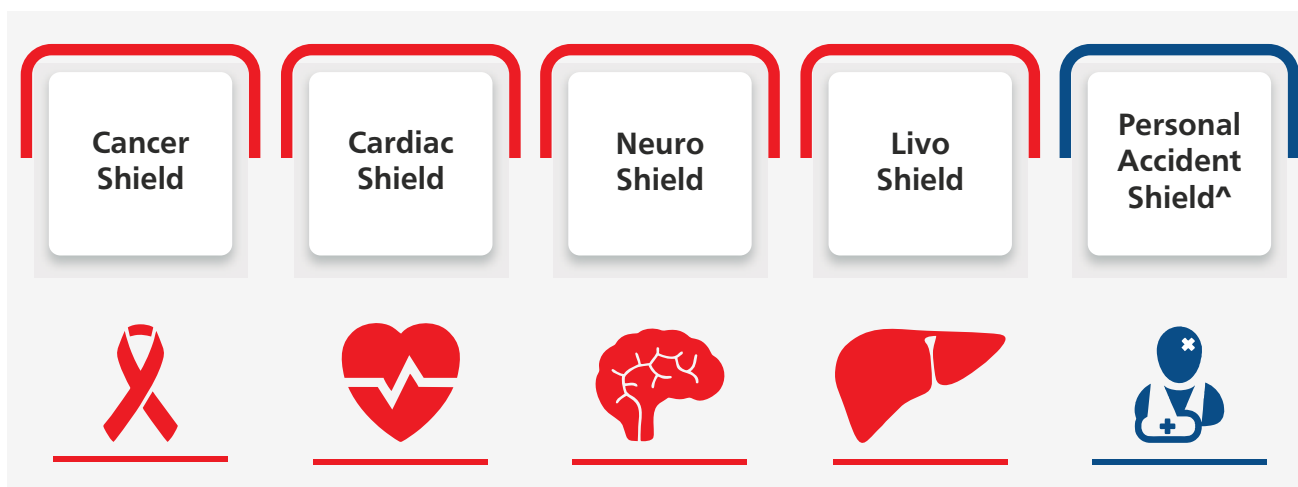 Cancer
Shield
Cardiac
Shield
Neuro
Shield
Livo
Shield
Personal
Accident
Shield^